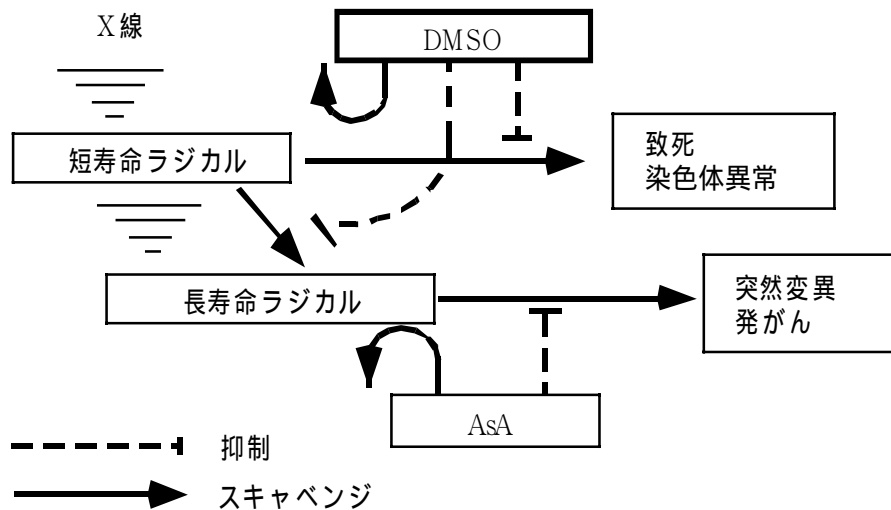 X線
DMSO
短寿命ラジカル
致死
染色体異常
長寿命ラジカル
突然変異
発がん
AsA
抑制
スキャベンジ